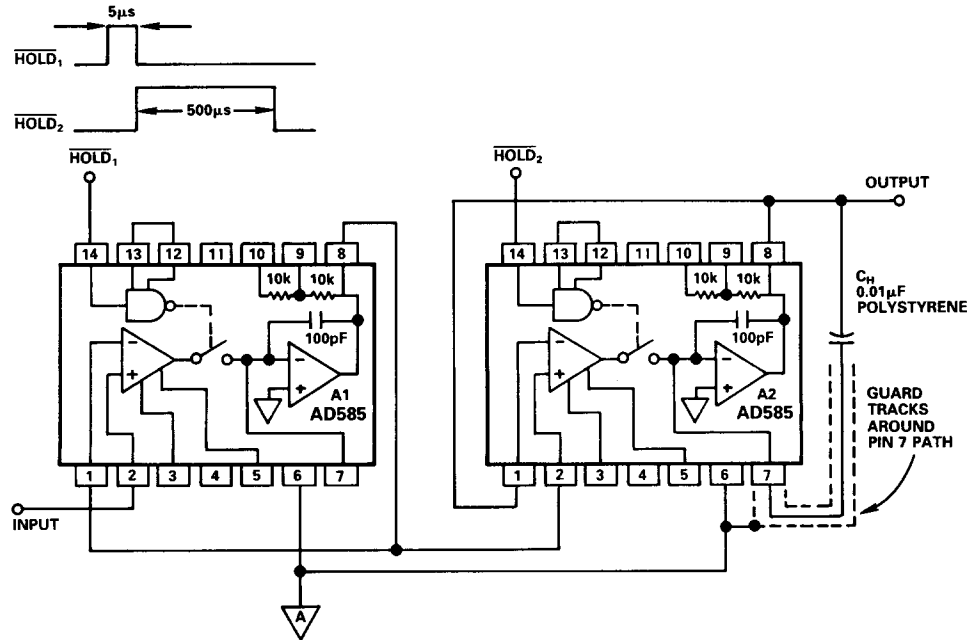 5μs
HOLD₁
HOLD₂
500μs
HOLD₁
HOLD₂
OUTPUT
14 13 12 11 10 9 8
14 13 12 11 10 9 8
10k 10k
10k 10k
C_H
0.01μF
POLYSTYRENE
100pF
100pF
A1
AD585
A2
AD585
GUARD
TRACKS
AROUND
PIN 7 PATH
− + − +
− + − +
1 2 3 4 5 6 7
1 2 3 4 5 6 7
INPUT
A